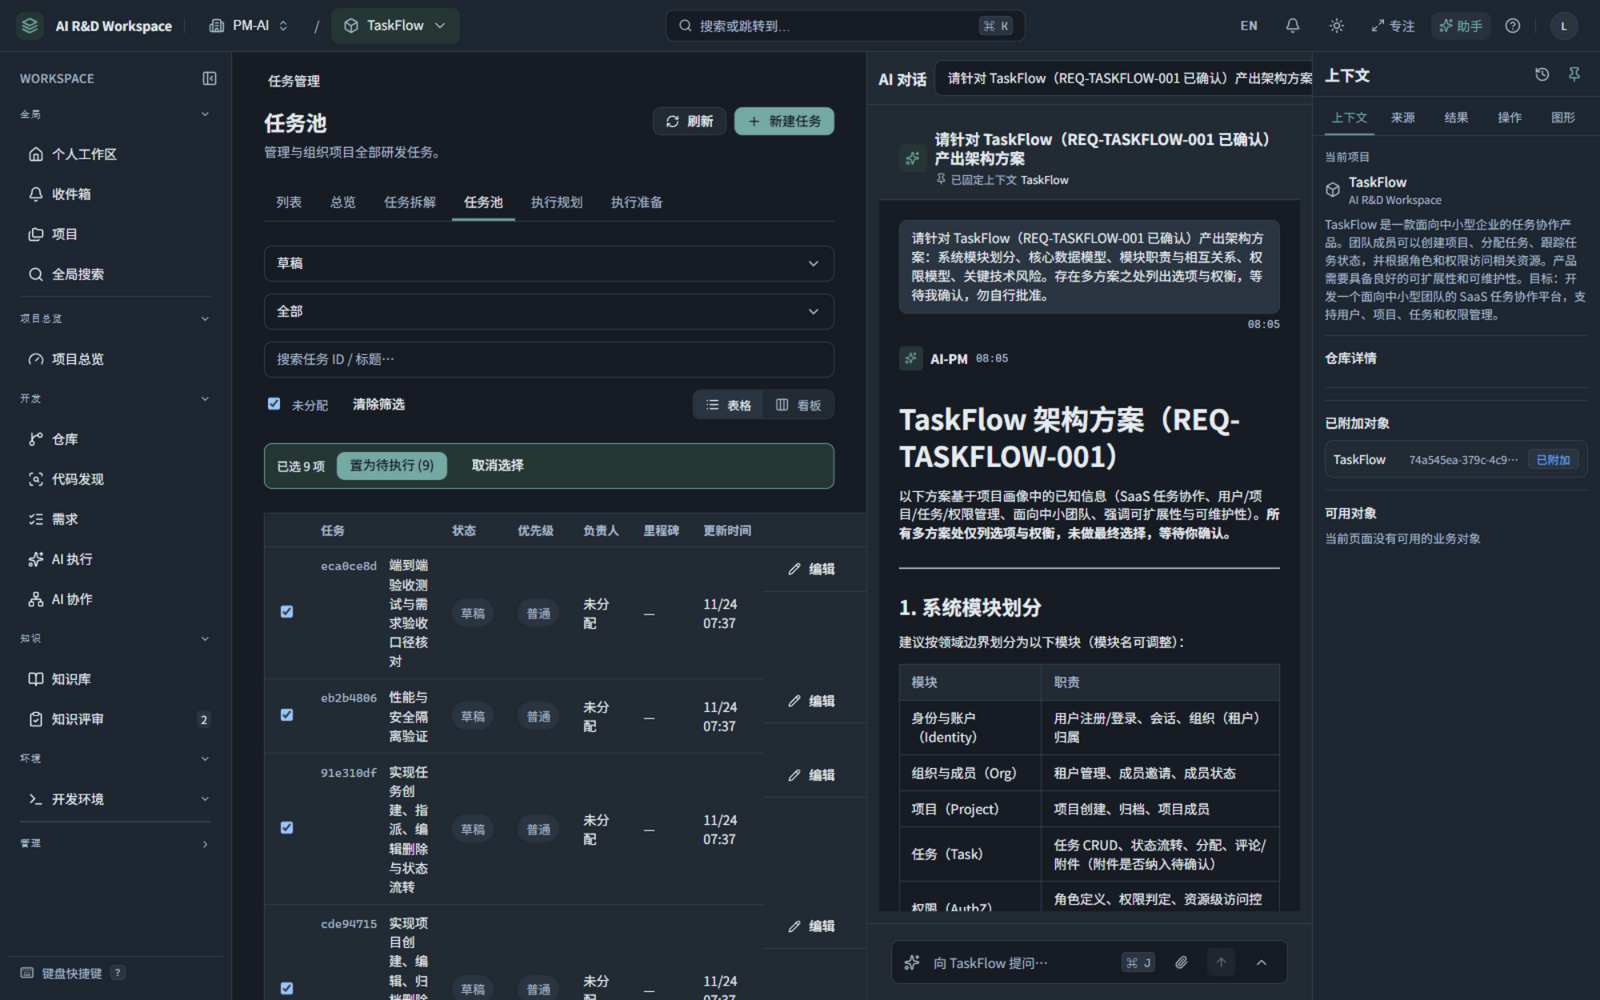 AI R&D Workspace
PM-AI
/
TaskFlow
搜索或跳转到...
⌘ K
EN
专注
助手
L
WORKSPACE
全局
个人工作区
收件箱
项目
全局搜索
项目总览
项目总览
开发
仓库
代码发现
需求
AI 执行
AI 协作
知识
知识库
知识评审
2
环境
开发环境
管理
键盘快捷键
?
任务管理
任务池
管理与组织项目全部研发任务。
刷新
新建任务
列表
总览
任务拆解
任务池
执行规划
执行准备
草稿
全部
搜索任务 ID / 标题…
未分配
清除筛选
表格
看板
已选 9 项
置为待执行 (9)
取消选择
任务
状态
优先级
负责人
里程碑
更新时间
eca0ce8d
端到端
验收测
试与需
求验收
口径核
对
草稿
普通
未分
配
—
11/24
07:37
编辑
eb2b4806
性能与
安全隔
离验证
草稿
普通
未分
配
—
11/24
07:37
编辑
91e310df
实现任
务创
建、指
派、编
辑删除
与状态
流转
草稿
普通
未分
配
—
11/24
07:37
编辑
cde94715
实现项
目创
建、编
辑、归
档删除
草稿
普通
未分
配
—
11/24
07:37
编辑
AI 对话
请针对 TaskFlow（REQ-TASKFLOW-001 已确认）产出架构方案
请针对 TaskFlow（REQ-TASKFLOW-001 已确认）
产出架构方案
已固定上下文 TaskFlow
请针对 TaskFlow（REQ-TASKFLOW-001 已确认）产出架构方
案：系统模块划分、核心数据模型、模块职责与相互关系、权
限模型、关键技术风险。存在多方案之处列出选项与权衡，等
待我确认，勿自行批准。
08:05
AI-PM 08:05
TaskFlow 架构方案（REQ-
TASKFLOW-001）
以下方案基于项目画像中的已知信息（SaaS 任务协作、用户/项
目/任务/权限管理、面向中小团队、强调可扩展性与可维护性）。所
有多方案处仅列选项与权衡，未做最终选择，等待你确认。
1. 系统模块划分
建议按领域边界划分为以下模块（模块名可调整）：
模块
职责
身份与账户
（Identity）
用户注册/登录、会话、组织（租户）
归属
组织与成员（Org）
租户管理、成员邀请、成员状态
项目（Project）
项目创建、归档、项目成员
任务（Task）
任务 CRUD、状态流转、分配、评论/
附件（附件是否纳入待确认）
权限（AuthZ）
角色定义、权限判定、资源级访问控
向 TaskFlow 提问…
⌘ J
上下文
上下文
来源
结果
操作
图形
当前项目
TaskFlow
AI R&D Workspace
TaskFlow 是一款面向中小型企业的任务协作产
品。团队成员可以创建项目、分配任务、跟踪任
务状态，并根据角色和权限访问相关资源。产品
需要具备良好的可扩展性和可维护性。目标：开
发一个面向中小型团队的 SaaS 任务协作平台，支
持用户、项目、任务和权限管理。
仓库详情
已附加对象
TaskFlow
74a545ea-379c-4c9…
已附加
可用对象
当前页面没有可用的业务对象